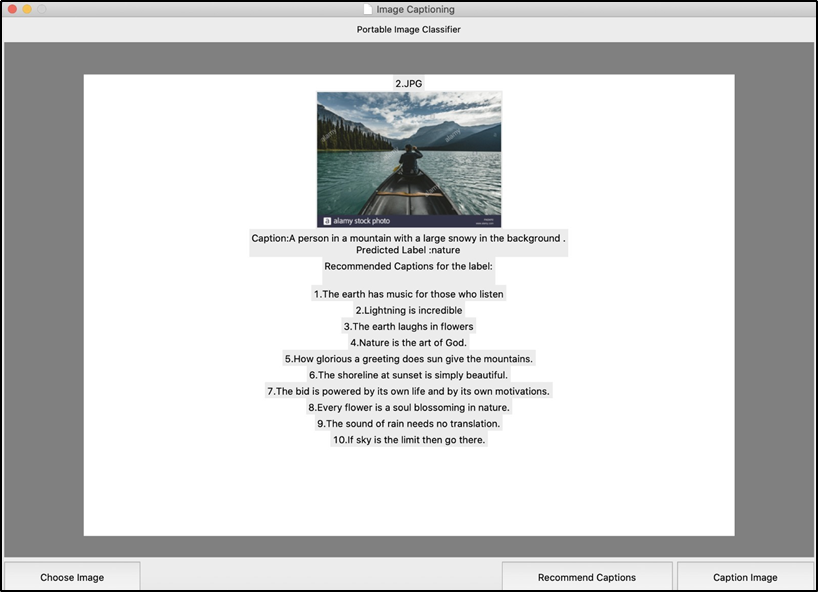 Image Captioning
Portable Image Classifier
2.JPG
alamy
alamy
a alamy stock photo
Caption:A person in a mountain with a large snowy in the background .
Predicted Label :nature
Recommended Captions for the label:
1.The earth has music for those who listen
2.Lightning is incredible
3.The earth laughs in flowers
4.Nature is the art of God.
5.How glorious a greeting does sun give the mountains.
6.The shoreline at sunset is simply beautiful.
7.The bid is powered by its own life and by its own motivations.
8.Every flower is a soul blossoming in nature.
9.The sound of rain needs no translation.
10.If sky is the limit then go there.
Choose Image
Recommend Captions
Caption Image